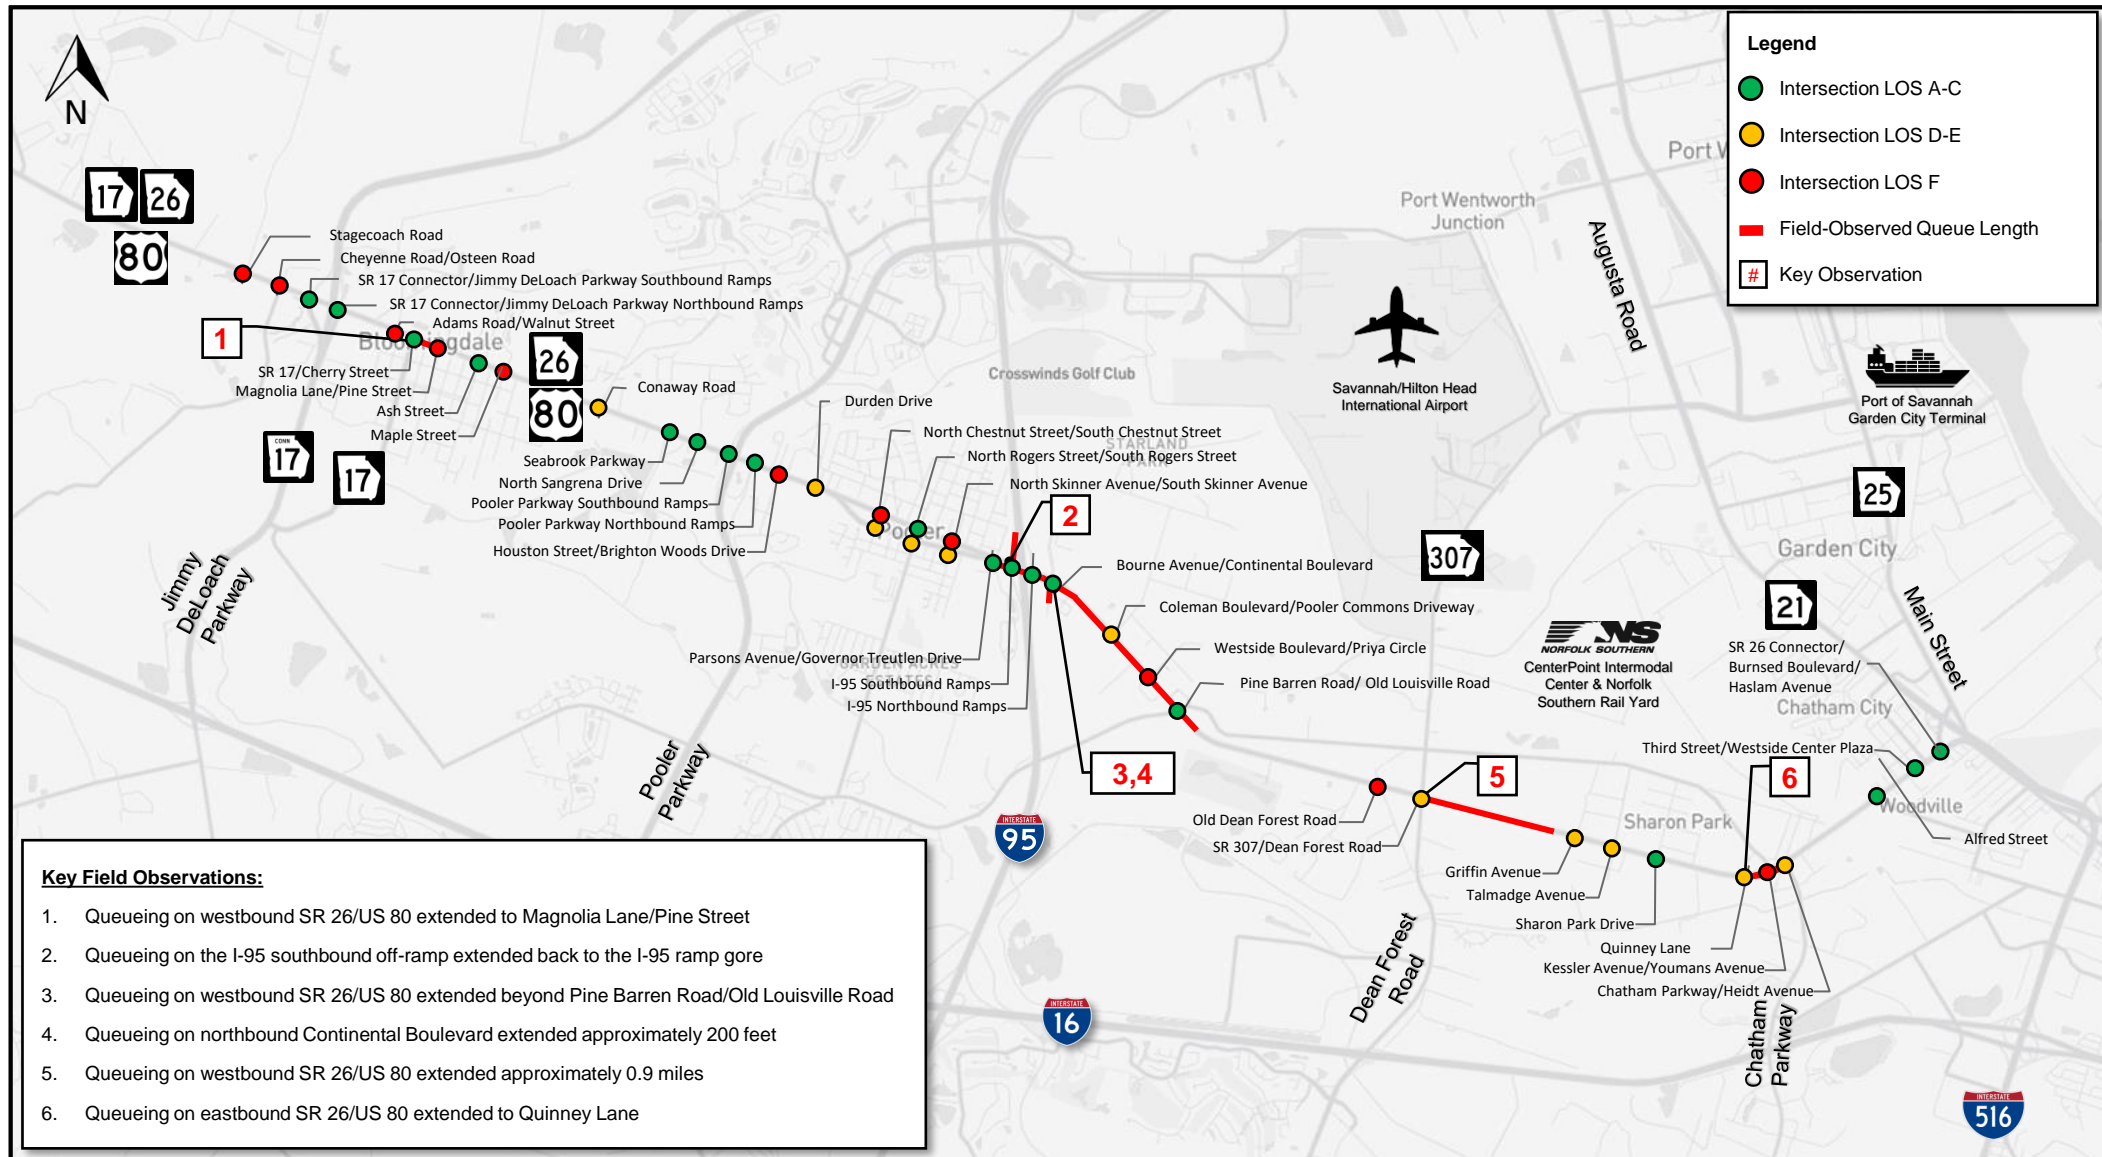 Legend
Intersection LOS A-C
Intersection LOS D-E
Intersection LOS F
Field-Observed Queue Length
# Key Observation
N
17
26
80
Stagecoach Road
Cheyenne Road/Osteen Road
SR 17 Connector/Jimmy DeLoach Parkway Southbound Ramps
SR 17 Connector/Jimmy DeLoach Parkway Northbound Ramps
Adams Road/Walnut Street
1
Bloomingdale
SR 17/Cherry Street
Magnolia Lane/Pine Street
Ash Street
Maple Street
26
80
CONN
17
17
Conaway Road
Durden Drive
Seabrook Parkway
North Sangrena Drive
Pooler Parkway Southbound Ramps
Pooler Parkway Northbound Ramps
Houston Street/Brighton Woods Drive
North Chestnut Street/South Chestnut Street
North Rogers Street/South Rogers Street
North Skinner Avenue/South Skinner Avenue
Pooler
Crosswinds Golf Club
STARLAND
PARK
2
Bourne Avenue/Continental Boulevard
Coleman Boulevard/Pooler Commons Driveway
Westside Boulevard/Priya Circle
Pine Barren Road/ Old Louisville Road
Parsons Avenue/Governor Treutlen Drive
I-95 Southbound Ramps
I-95 Northbound Ramps
GARDEN ACRES
ESTATES
3,4
Jimmy
DeLoach
Parkway
Pooler
Parkway
INTERSTATE
95
INTERSTATE
16
Port Wentworth
Junction
Port W
Augusta Road
Savannah/Hilton Head
International Airport
Port of Savannah
Garden City Terminal
25
307
Garden City
21
Main Street
NS
NORFOLK SOUTHERN
CenterPoint Intermodal
Center & Norfolk
Southern Rail Yard
SR 26 Connector/
Burnsed Boulevard/
Haslam Avenue
Chatham City
Third Street/Westside Center Plaza
5
6
Woodville
Alfred Street
Old Dean Forest Road
SR 307/Dean Forest Road
Sharon Park
Griffin Avenue
Talmadge Avenue
Sharon Park Drive
Quinney Lane
Kessler Avenue/Youmans Avenue
Chatham Parkway/Heidt Avenue
Dean Forest
Road
Chatham
Parkway
INTERSTATE
516
Key Field Observations:
1. Queueing on westbound SR 26/US 80 extended to Magnolia Lane/Pine Street
2. Queueing on the I-95 southbound off-ramp extended back to the I-95 ramp gore
3. Queueing on westbound SR 26/US 80 extended beyond Pine Barren Road/Old Louisville Road
4. Queueing on northbound Continental Boulevard extended approximately 200 feet
5. Queueing on westbound SR 26/US 80 extended approximately 0.9 miles
6. Queueing on eastbound SR 26/US 80 extended to Quinney Lane